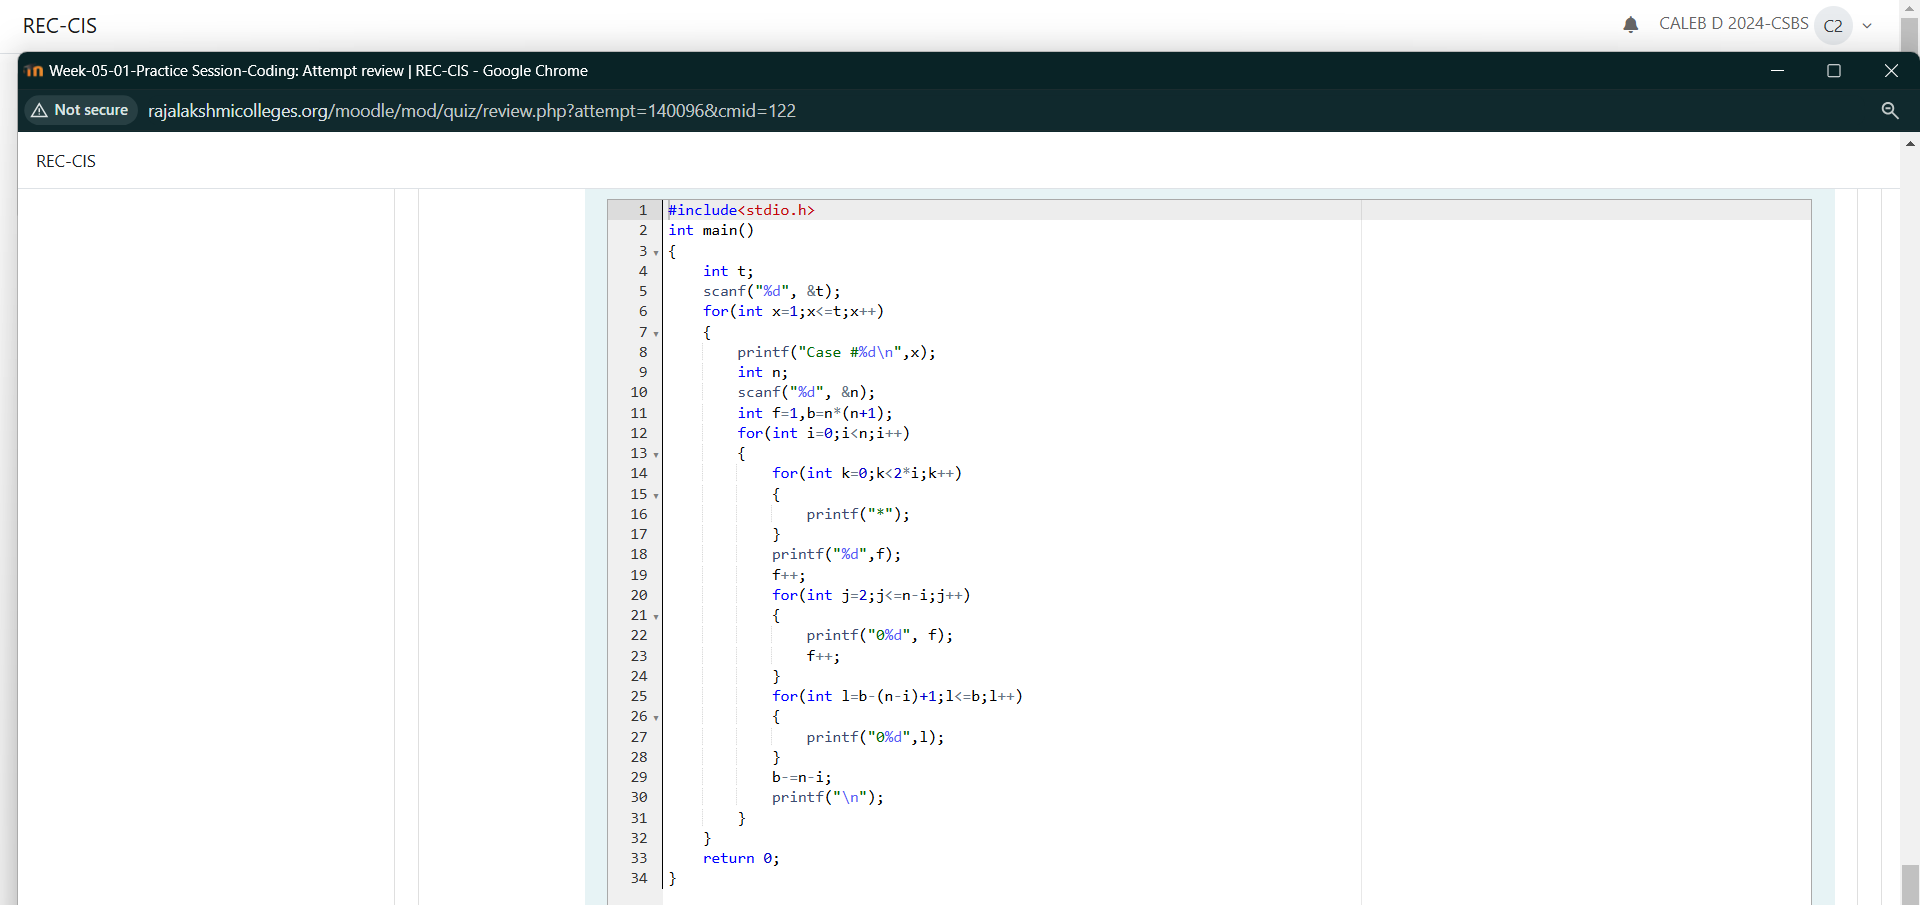 REC-CIS
CALEB D 2024-CSBS C2
Week-05-01-Practice Session-Coding: Attempt review | REC-CIS - Google Chrome
Not secure rajalakshmicolleges.org/moodle/mod/quiz/review.php?attempt=140096&cmid=122
REC-CIS
1 #include<stdio.h>
2 int main()
3 {
4     int t;
5     scanf("%d", &t);
6     for(int x=1;x<=t;x++)
7     {
8         printf("Case #%d\n",x);
9         int n;
10         scanf("%d", &n);
11         int f=1,b=n*(n+1);
12         for(int i=0;i<n;i++)
13         {
14             for(int k=0;k<2*i;k++)
15             {
16                 printf("*");
17             }
18             printf("%d",f);
19             f++;
20             for(int j=2;j<=n-i;j++)
21             {
22                 printf("0%d", f);
23                 f++;
24             }
25             for(int l=b-(n-i)+1;l<=b;l++)
26             {
27                 printf("0%d",l);
28             }
29             b-=n-i;
30             printf("\n");
31         }
32     }
33     return 0;
34 }